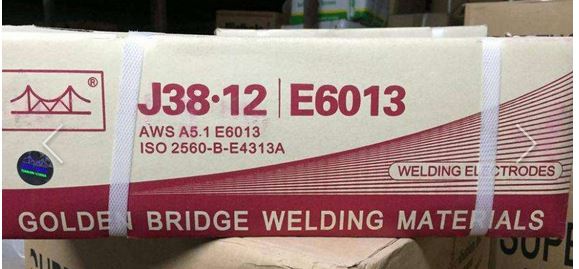 ®
J38·12 | E6013
AWS A5.1 E6013
ISO 2560-B-E4313A
WELDING ELECTRODES
GOLDEN BRIDGE WELDING MATERIALS